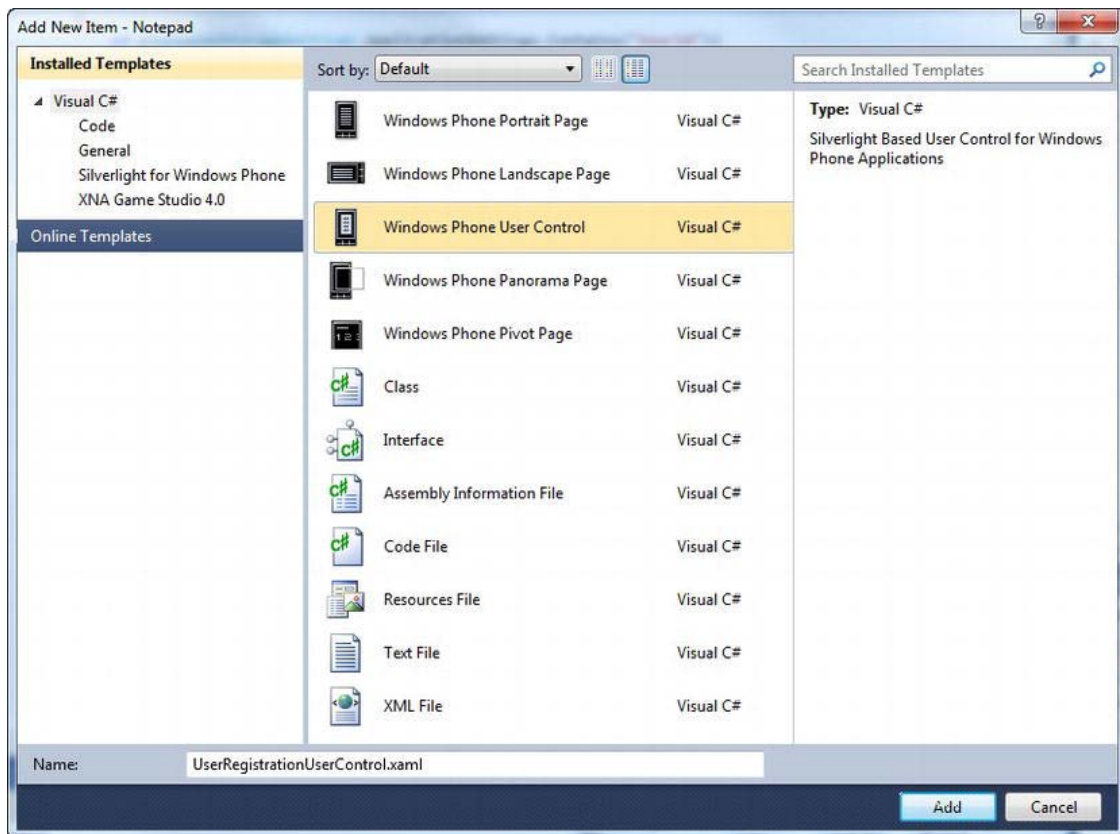 Add New Item - Notepad
Installed Templates
Sort by: Default
Search Installed Templates
Visual C#
Code
General
Silverlight for Windows Phone
XNA Game Studio 4.0
Online Templates
Windows Phone Portrait Page Visual C#
Windows Phone Landscape Page Visual C#
Windows Phone User Control Visual C#
Windows Phone Panorama Page Visual C#
Windows Phone Pivot Page Visual C#
Class Visual C#
Interface Visual C#
Assembly Information File Visual C#
Code File Visual C#
Resources File Visual C#
Text File Visual C#
XML File Visual C#
Type: Visual C#
Silverlight Based User Control for Windows
Phone Applications
Name: UserRegistrationUserControl.xaml
Add Cancel